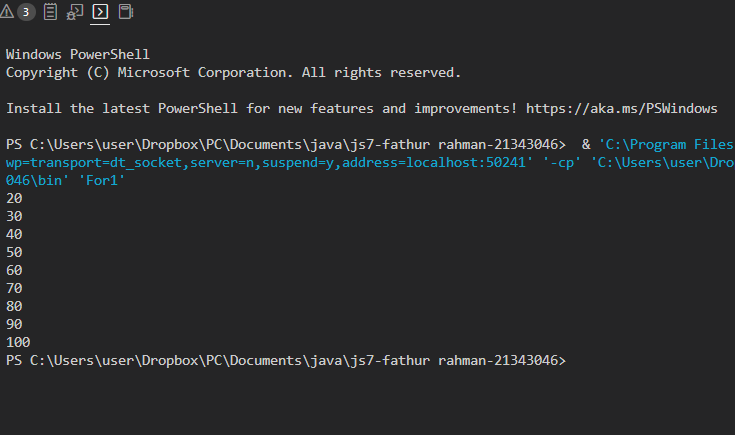 3
Windows PowerShell
Copyright (C) Microsoft Corporation. All rights reserved.
Install the latest PowerShell for new features and improvements! https://aka.ms/PSWindows
PS C:\Users\user\Dropbox\PC\Documents\java\js7-fathur rahman-21343046>  & 'C:\Program Files
wp=transport=dt_socket,server=n,suspend=y,address=localhost:50241' '-cp' 'C:\Users\user\Dro
046\bin' 'For1'
20
30
40
50
60
70
80
90
100
PS C:\Users\user\Dropbox\PC\Documents\java\js7-fathur rahman-21343046>